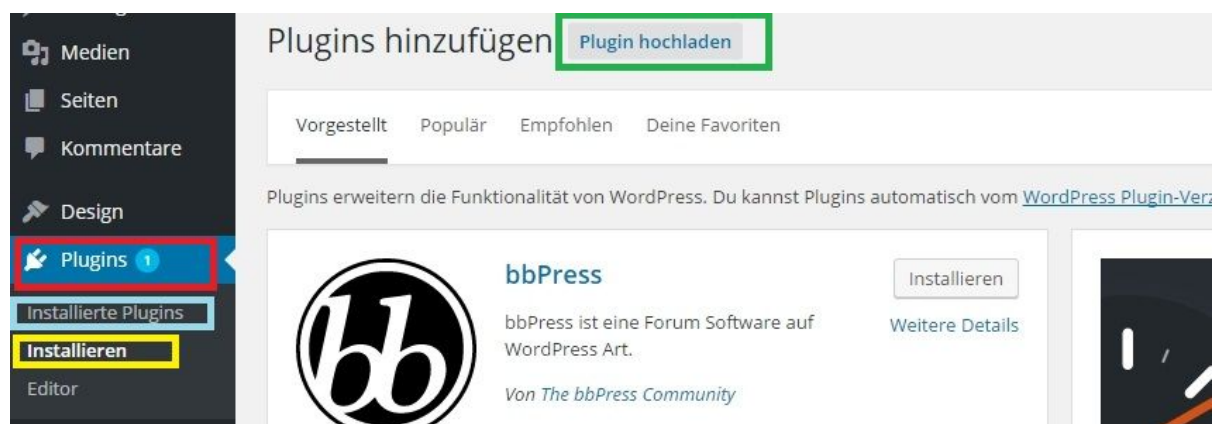 Medien
Seiten
Kommentare
Design
Plugins 1
Installierte Plugins
Installieren
Editor
Plugins hinzufügen Plugin hochladen
Vorgestellt Populär Empfohlen Deine Favoriten
Plugins erweitern die Funktionalität von WordPress. Du kannst Plugins automatisch vom WordPress Plugin-Verz
bb
bbPress
Installieren
bbPress ist eine Forum Software auf
WordPress Art.
Weitere Details
Von The bbPress Community